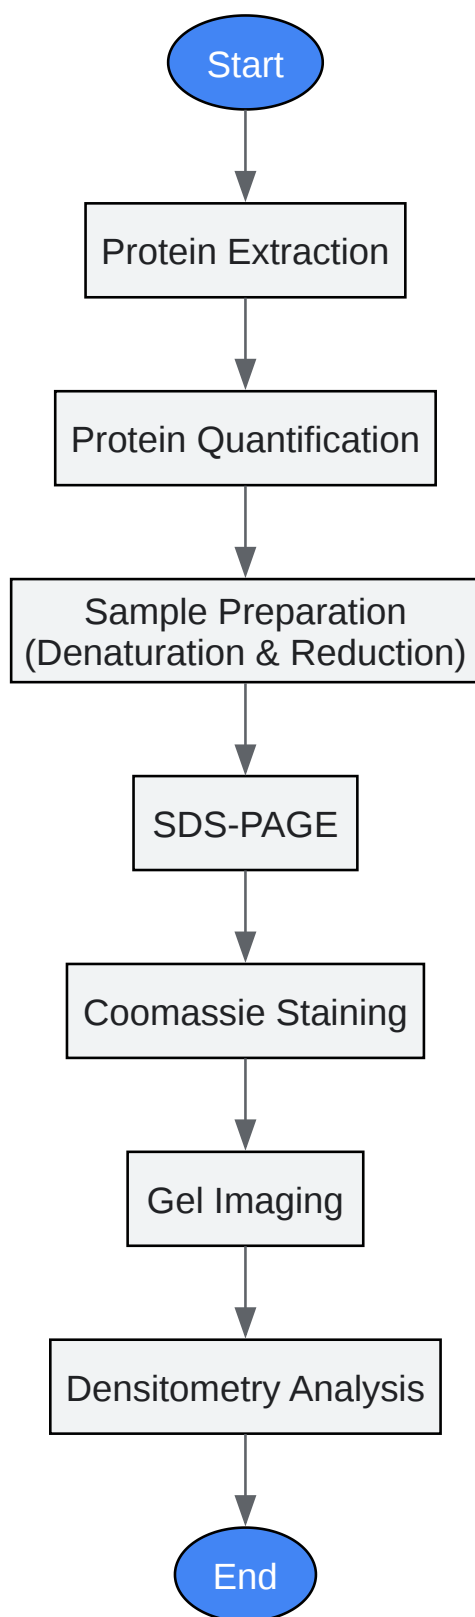 Start
Protein Extraction
Protein Quantification
Sample Preparation
(Denaturation & Reduction)
SDS-PAGE
Coomassie Staining
Gel Imaging
Densitometry Analysis
End